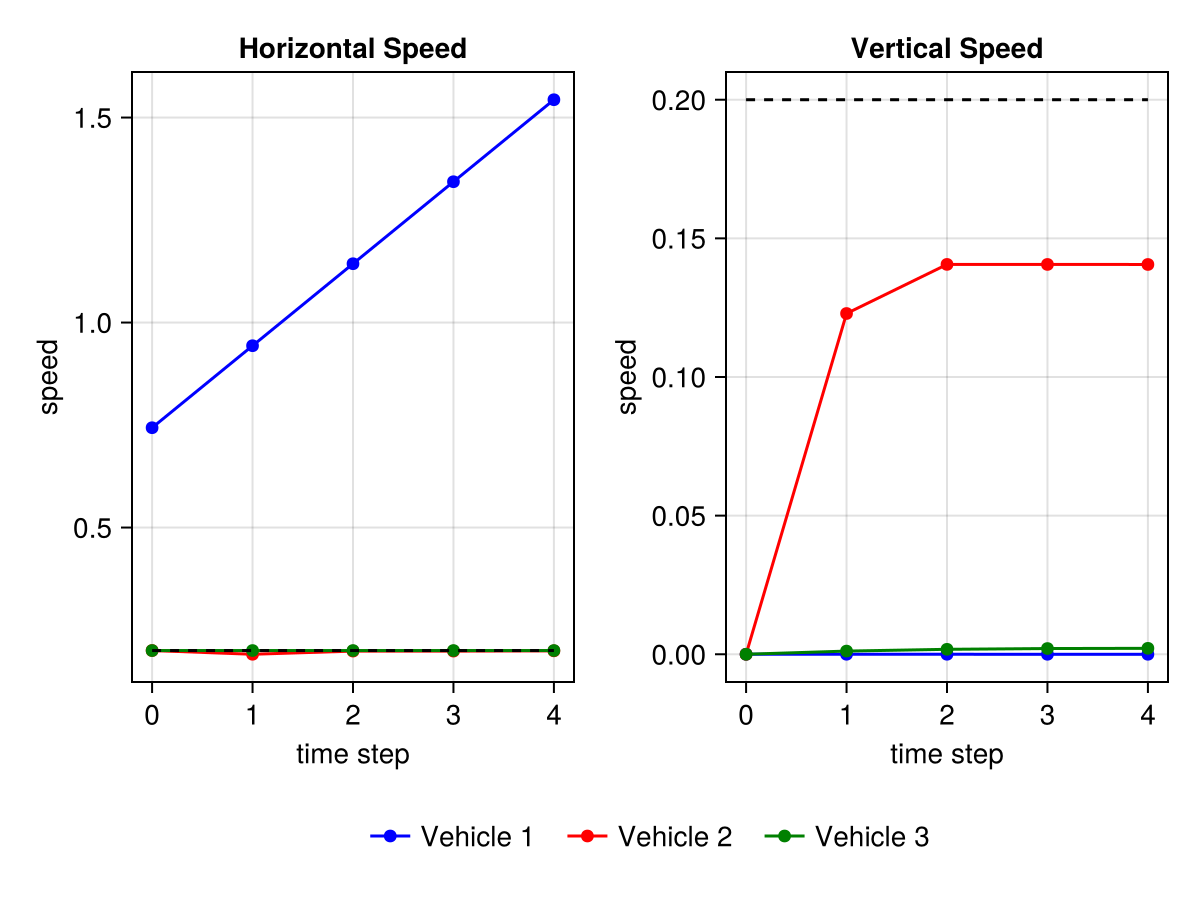 Horizontal Speed
speed
1.5
1.0
0.5
0 1 2 3 4
time step
Vertical Speed
speed
0.20
0.15
0.10
0.05
0.00
0 1 2 3 4
time step
Vehicle 1 Vehicle 2 Vehicle 3